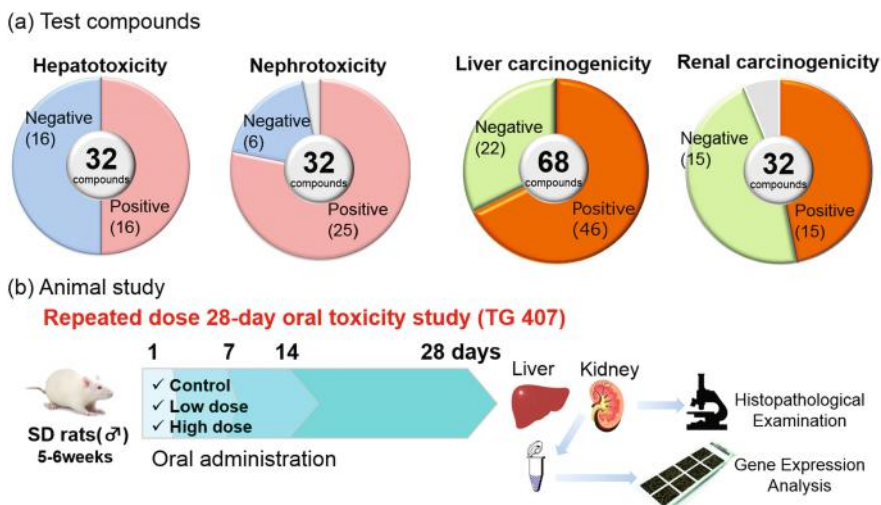 (a) Test compounds
Hepatotoxicity
Negative
(16)
32
compounds
Positive
(16)
Nephrotoxicity
Negative
(6)
32
compounds
Positive
(25)
Liver carcinogenicity
Negative
(22)
68
compounds
Positive
(46)
Renal carcinogenicity
Negative
(15)
32
compounds
Positive
(15)
(b) Animal study
Repeated dose 28-day oral toxicity study (TG 407)
1 7 14 28 days
✓ Control
✓ Low dose
✓ High dose
SD rats(♂)
5-6weeks
Oral administration
Liver
Kidney
Histopathological
Examination
Gene Expression
Analysis